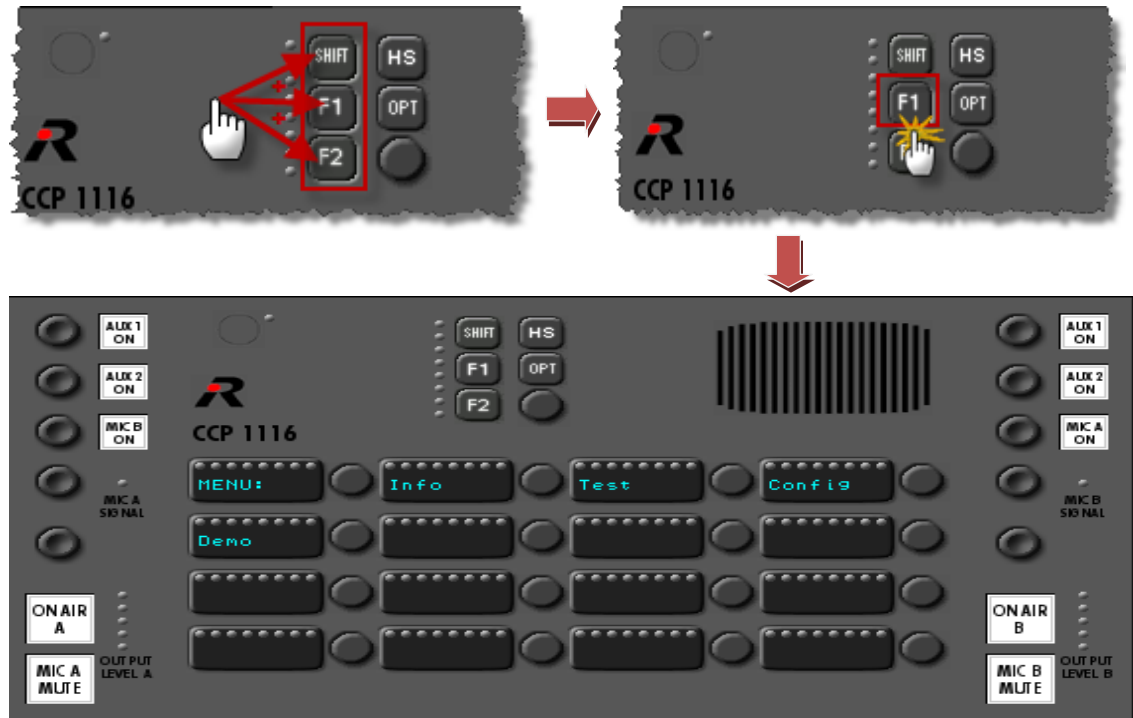 SHIFT HS
+
F1 OPT
+
F2
R
CCP 1116
SHIFT HS
F1 OPT
R
CCP 1116
AUX 1
ON
AUX 2
ON
MIC B
ON
MIC A
SIGNAL
ON AIR
A
MIC A
MUTE
OUTPUT
LEVEL A
SHIFT HS
F1 OPT
F2
R
CCP 1116
MENU: Info Test Config
Demo
AUX 1
ON
AUX 2
ON
MIC A
ON
MIC B
SIGNAL
ON AIR
B
MIC B
MUTE
OUTPUT
LEVEL B